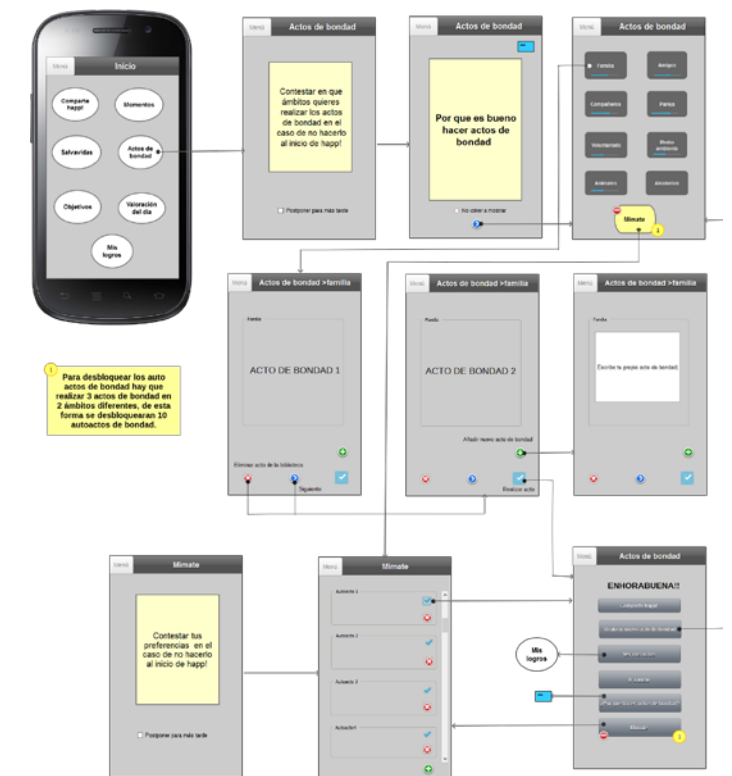 Menú
Inicio
Comparte
happ!
Momentos
Salvavidas
Actos de
bondad
Objetivos
Valoración
del día
Mis
logros
Menú
Actos de bondad
Contestar en que
ámbitos quieres
realizar los actos
de bondad en el
caso de no hacerlo
al inicio de happ!
Postponer para más tarde
Menú
Actos de bondad
Por que es bueno
hacer actos de
bondad
No volver a mostrar
Menú
Actos de bondad
Familia
Amigos
Compañeros
Pareja
Voluntariado
Medio
ambiente
Animales
Mímate
1
1
Para desbloquear los auto
actos de bondad hay que
realizar 3 actos de bondad en
2 ámbitos diferentes, de esta
forma se desbloquearan 10
autoactos de bondad.
Menú
Actos de bondad >familia
Familia
ACTO DE BONDAD 1
Eliminar acto de la biblioteca
Siguiente
Menú
Actos de bondad >familia
Familia
ACTO DE BONDAD 2
Añadir nuevo acto de bondad
Realizar acto
Menú
Actos de bondad >familia
Familia
Escribe tu propio acto de bondad
Menú
Mímate
Contestar tus
preferencias en el
caso de no hacerlo
al inicio de happ!
Postponer para más tarde
Menú
Mímate
Autoacto 1
Autoacto 2
Autoacto 3
Autoacto4
Menú
Actos de bondad
ENHORABUENA!!
Comparte happ!
Mis
logros
Mímate
1